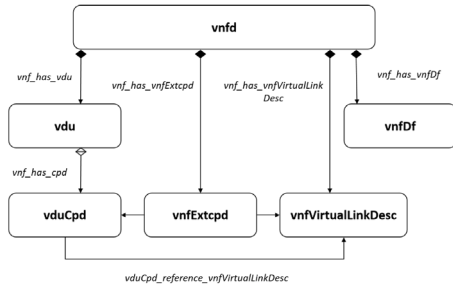 vnfd
vnf_has_vdu
vnf_has_vnfExtcpd
vnf_has_vnfVirtualLink
Desc
vnf_has_vnfDf
vdu
vnfDf
vnf_has_cpd
vduCpd
vnfExtcpd
vnfVirtualLinkDesc
vduCpd_reference_vnfVirtualLinkDesc